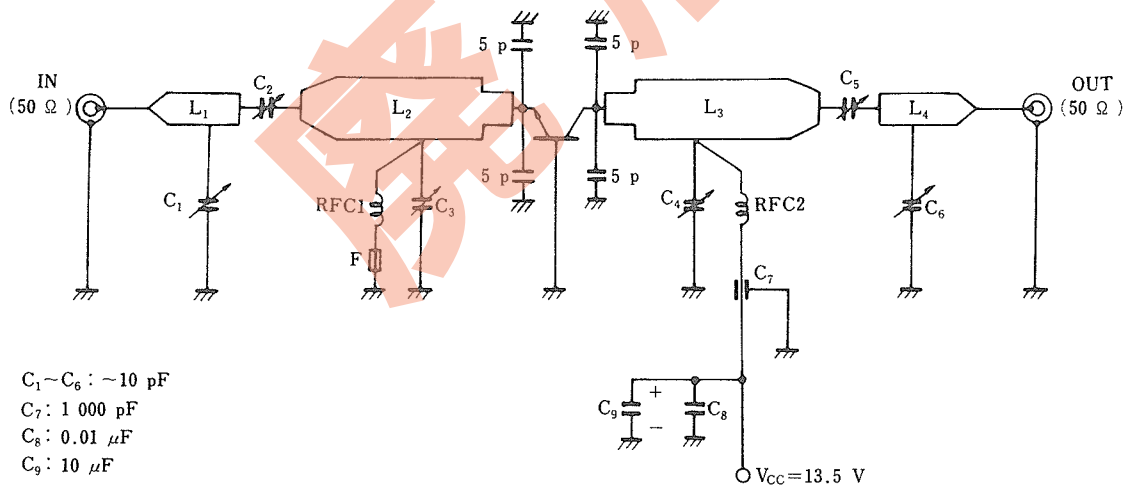 5 p
5 p
IN
(50 Ω)
L₁
C₂
L₂
L₃
C₅
L₄
OUT
(50 Ω)
5 p
5 p
C₁
RFC1
C₃
C₄
RFC2
C₆
F
C₇
C₁~C₆：~10 pF
C₇：1 000 pF
C₈：0.01 μF
C₉：10 μF
C₉
+
−
C₈
V_CC=13.5 V